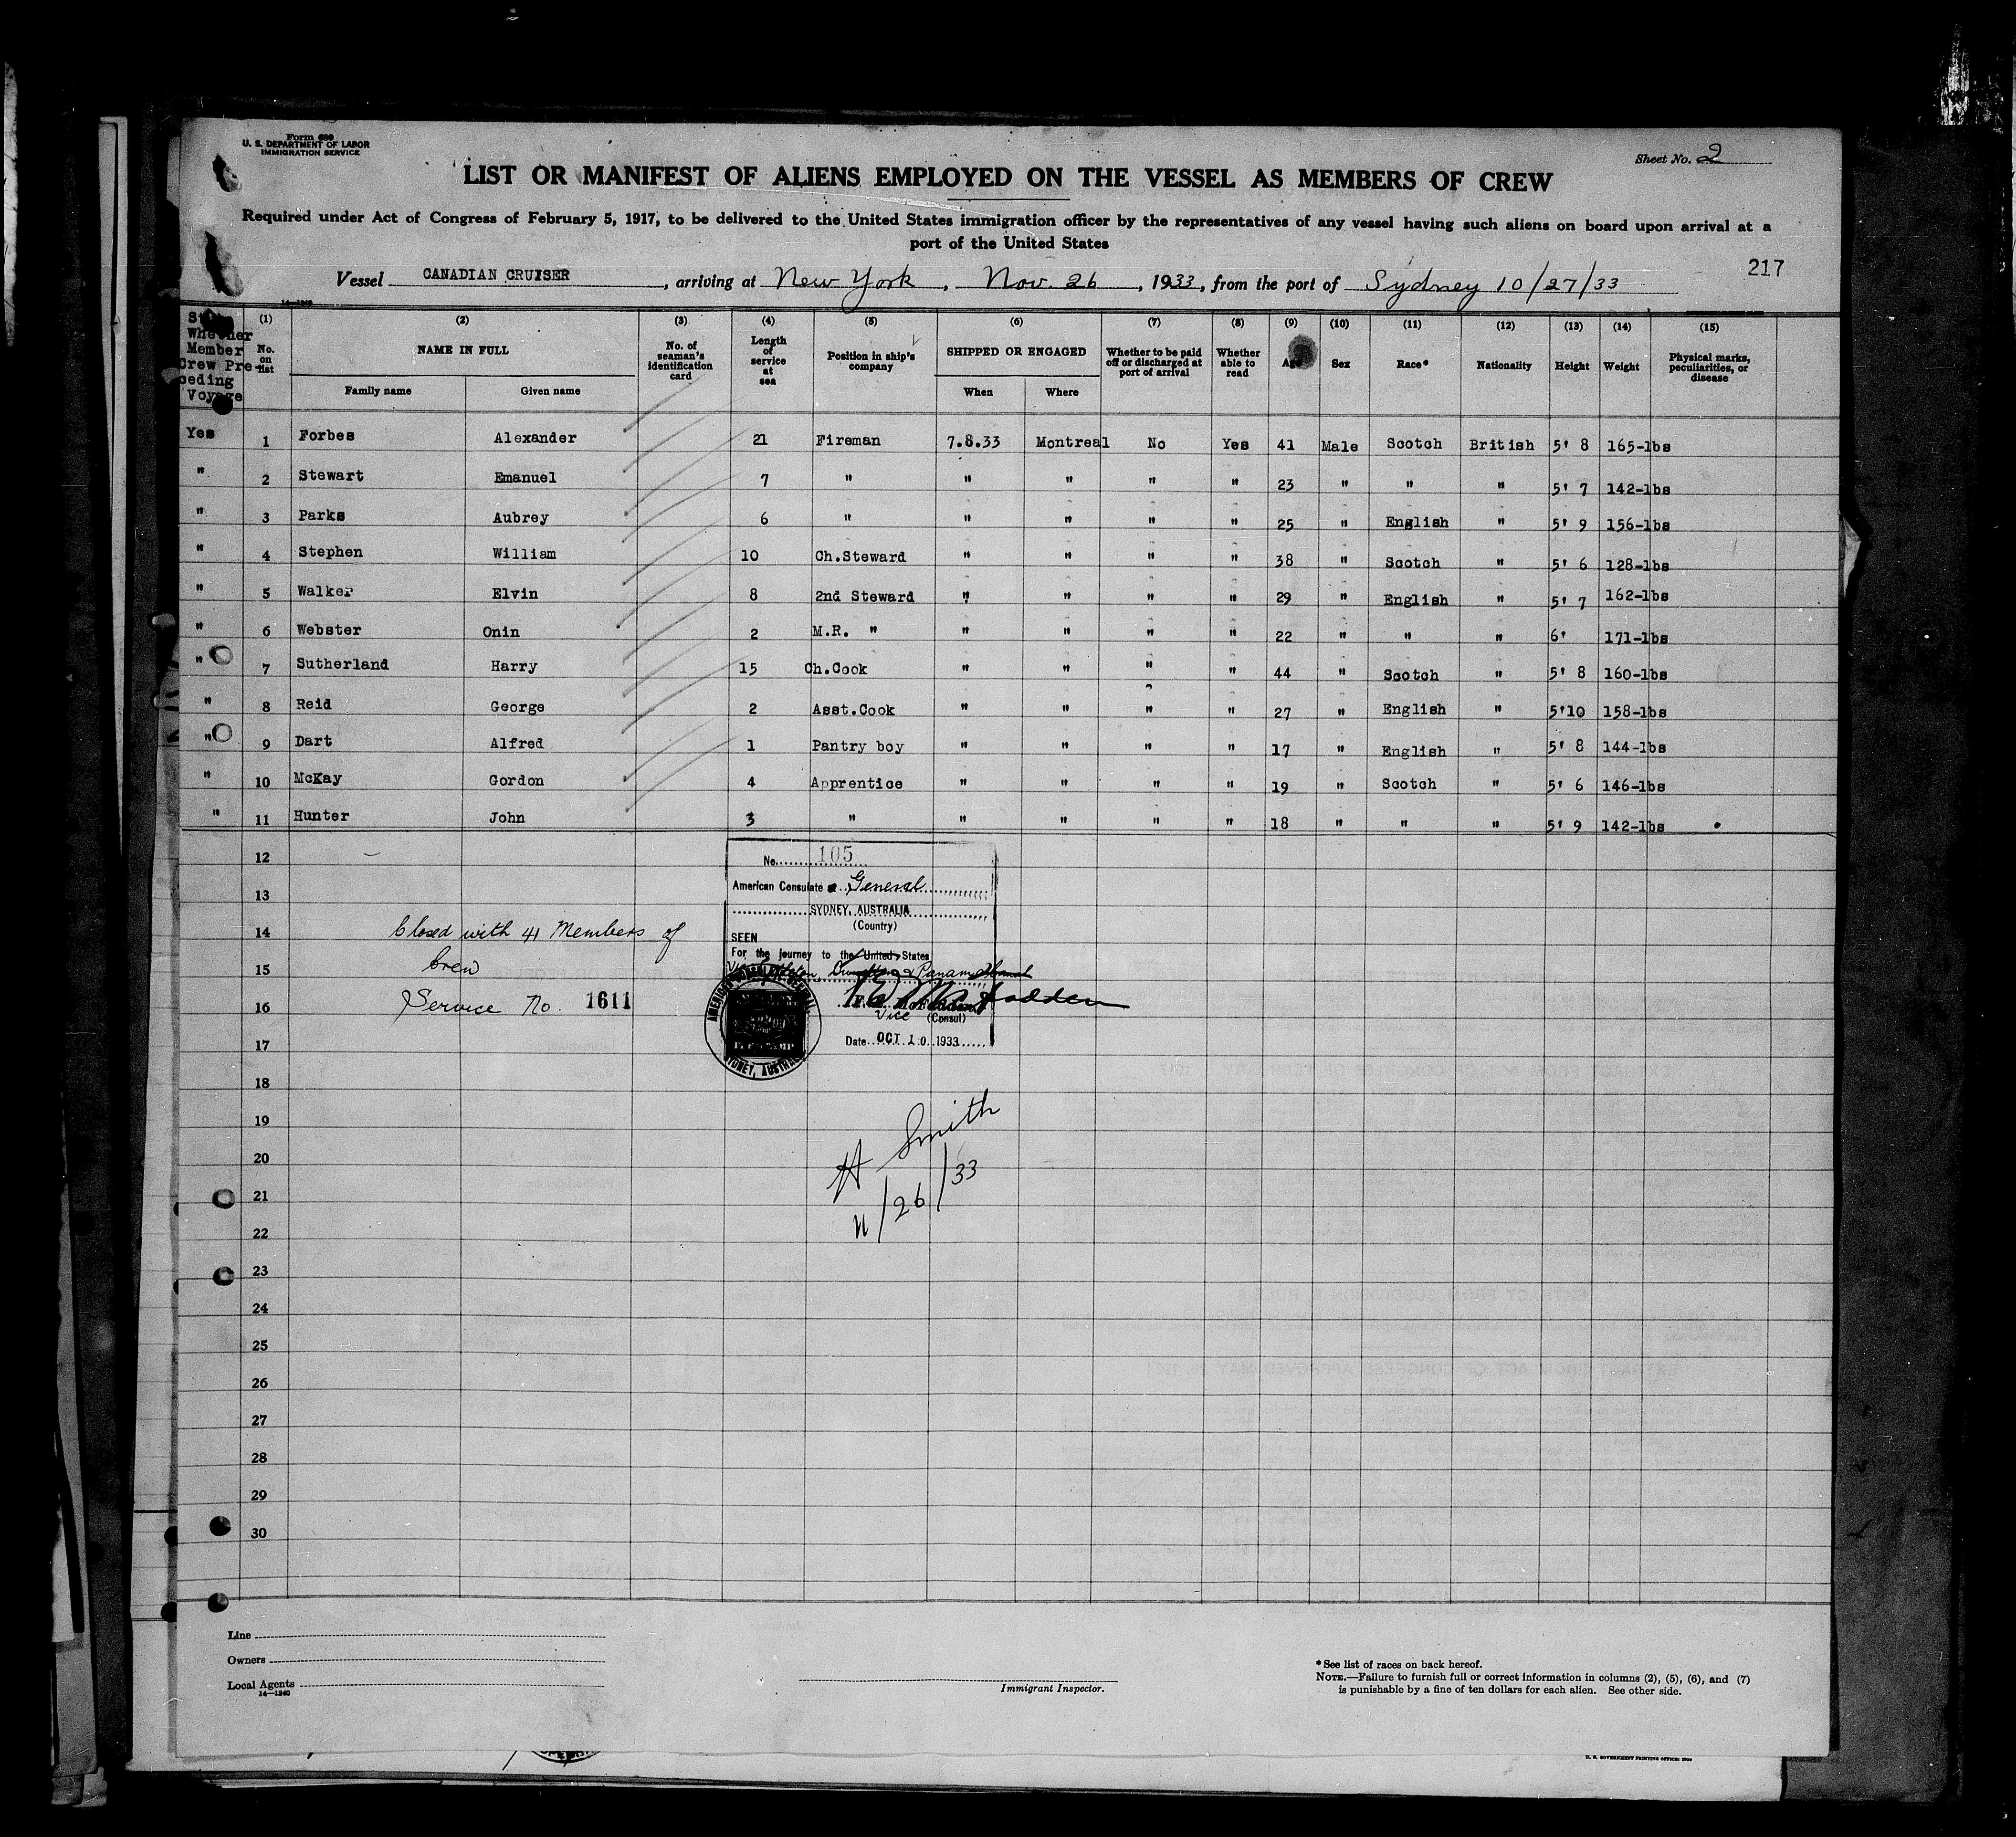 Form 680
U. S. DEPARTMENT OF LABOR
IMMIGRATION SERVICE
Sheet No. 2
LIST OR MANIFEST OF ALIENS EMPLOYED ON THE VESSEL AS MEMBERS OF CREW
Required under Act of Congress of February 5, 1917, to be delivered to the United States immigration officer by the representatives of any vessel having such aliens on board upon arrival at a
port of the United States
217
Vessel CANADIAN CRUISER, arriving at New York, Nov. 26, 1933, from the port of Sydney 10/27/33
14—1240
Whether Member Crew Preceding Voyage
(1) No. on list
(2) NAME IN FULL
Family name Given name
(3) No. of seaman's identification card
(4) Length of service at sea
(5) Position in ship's company
(6) SHIPPED OR ENGAGED
When Where
(7) Whether to be paid off or discharged at port of arrival
(8) Whether able to read
(9) Age
(10) Sex
(11) Race*
(12) Nationality
(13) Height
(14) Weight
(15) Physical marks, peculiarities, or disease
Yes 1 Forbes Alexander 21 Fireman 7.8.33 Montreal No Yes 41 Male Scotch British 5' 8 165-lbs
" 2 Stewart Emanuel 7 " " " " " 23 " " " 5' 7 142-lbs
" 3 Parks Aubrey 6 " " " " " 25 " English " 5' 9 156-lbs
" 4 Stephen William 10 Ch.Steward " " " " 38 " Scotch " 5' 6 128-lbs
" 5 Walker Elvin 8 2nd Steward " " " " 29 " English " 5' 7 162-lbs
" 6 Webster Onin 2 M.R. " " " " " 22 " " " 6' 171-lbs
" 7 Sutherland Harry 15 Ch.Cook " " " " 44 " Scotch " 5' 8 160-lbs
" 8 Reid George 2 Asst.Cook " " " " 27 " English " 5'10 158-lbs
" 9 Dart Alfred 1 Pantry boy " " " " 17 " English " 5' 8 144-lbs
" 10 McKay Gordon 4 Apprentice " " " " 19 " Scotch " 5' 6 146-lbs
" 11 Hunter John 3 " " " " " 18 " " " 5' 9 142-lbs
12
13
14
15
16
17
18
19
20
21
22
23
24
25
26
27
28
29
30
Closed with 41 Members of
Crew
Service No. 1611
No. 105
American Consulate General
SYDNEY, AUSTRALIA
(Country)
SEEN
For the journey to the United States
Panama
Vice (Consul)
Date OCT 10 1933
SYDNEY, AUSTRALIA
H Smith
11/26/33
Line
Owners
Local Agents
14—1240
Immigrant Inspector.
*See list of races on back hereof.
NOTE.—Failure to furnish full or correct information in columns (2), (5), (6), and (7)
is punishable by a fine of ten dollars for each alien. See other side.